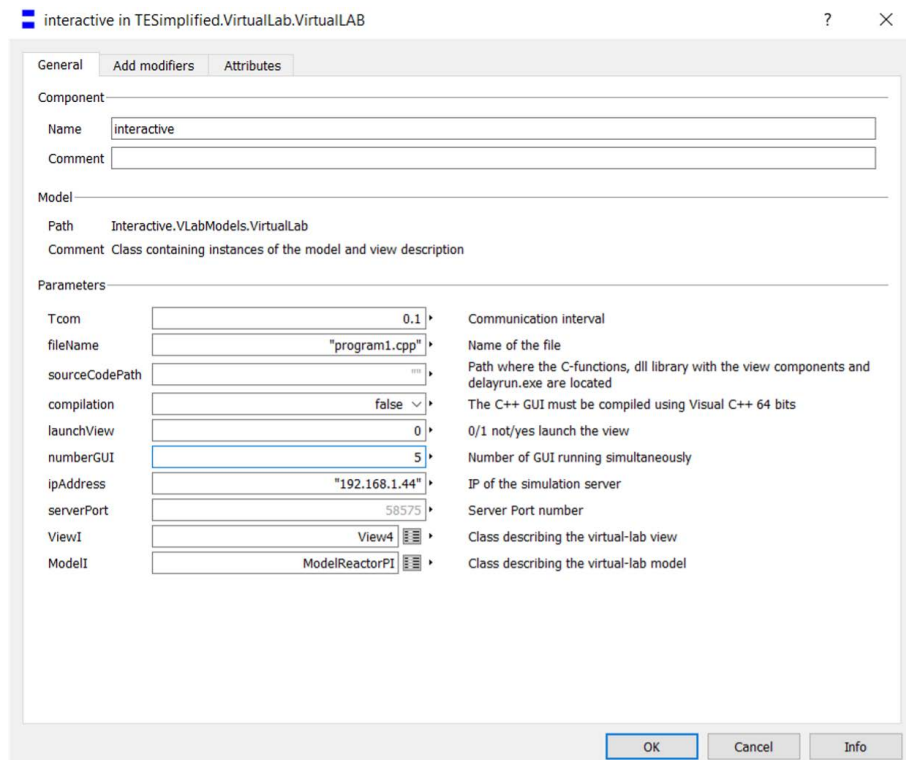 interactive in TESimplified.VirtualLab.VirtualLAB ? ×
General Add modifiers Attributes
Component
Name interactive
Comment
Model
Path Interactive.VLabModels.VirtualLab
Comment Class containing instances of the model and view description
Parameters
Tcom 0.1 Communication interval
fileName "program1.cpp" Name of the file
sourceCodePath "" Path where the C-functions, dll library with the view components and
delayrun.exe are located
compilation false The C++ GUI must be compiled using Visual C++ 64 bits
launchView 0 0/1 not/yes launch the view
numberGUI 5 Number of GUI running simultaneously
ipAddress "192.168.1.44" IP of the simulation server
serverPort 58575 Server Port number
ViewI View4 Class describing the virtual-lab view
ModelI ModelReactorPI Class describing the virtual-lab model
OK Cancel Info